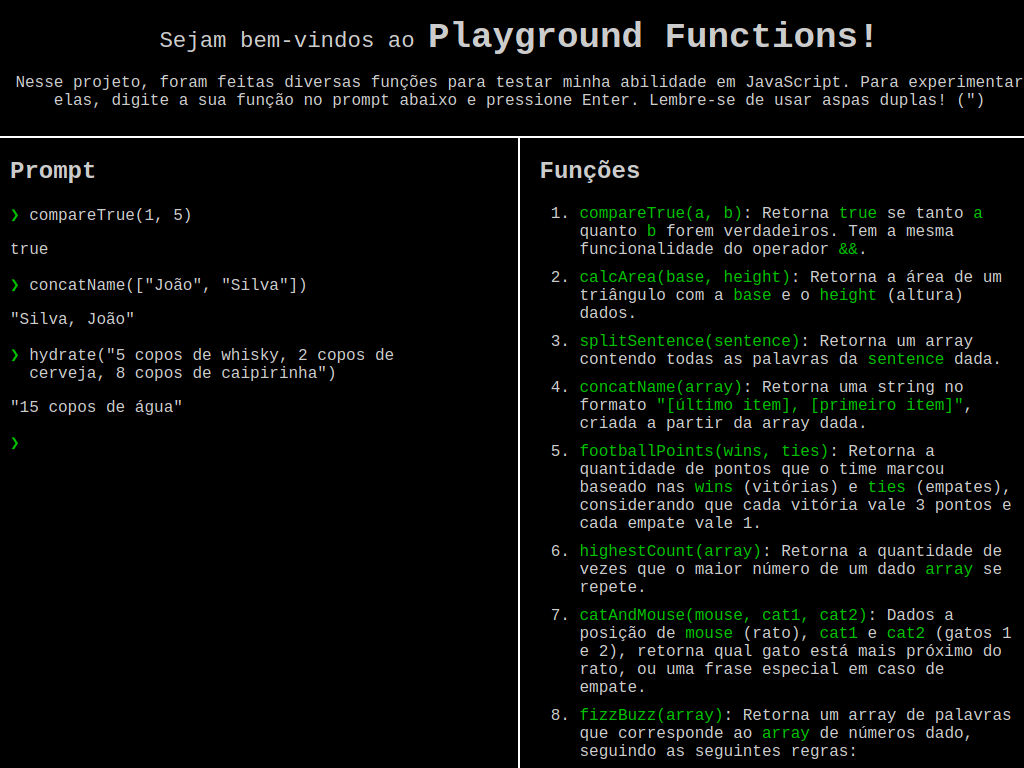 Sejam bem-vindos ao Playground Functions!
Nesse projeto, foram feitas diversas funções para testar minha abilidade em JavaScript. Para experimentar
elas, digite a sua função no prompt abaixo e pressione Enter. Lembre-se de usar aspas duplas! (")
Prompt
❯ compareTrue(1, 5)
true
❯ concatName(["João", "Silva"])
"Silva, João"
❯ hydrate("5 copos de whisky, 2 copos de
cerveja, 8 copos de caipirinha")
"15 copos de água"
❯
Funções
1. compareTrue(a, b): Retorna true se tanto a
quanto b forem verdadeiros. Tem a mesma
funcionalidade do operador &&.
2. calcArea(base, height): Retorna a área de um
triângulo com a base e o height (altura)
dados.
3. splitSentence(sentence): Retorna um array
contendo todas as palavras da sentence dada.
4. concatName(array): Retorna uma string no
formato "[último item], [primeiro item]",
criada a partir da array dada.
5. footballPoints(wins, ties): Retorna a
quantidade de pontos que o time marcou
baseado nas wins (vitórias) e ties (empates),
considerando que cada vitória vale 3 pontos e
cada empate vale 1.
6. highestCount(array): Retorna a quantidade de
vezes que o maior número de um dado array se
repete.
7. catAndMouse(mouse, cat1, cat2): Dados a
posição de mouse (rato), cat1 e cat2 (gatos 1
e 2), retorna qual gato está mais próximo do
rato, ou uma frase especial em caso de
empate.
8. fizzBuzz(array): Retorna um array de palavras
que corresponde ao array de números dado,
seguindo as seguintes regras: